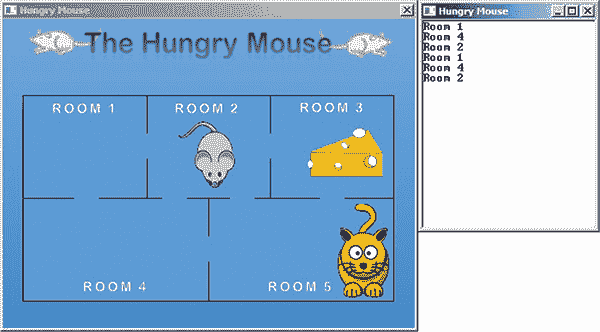 Hungry Mouse
The Hungry Mouse
ROOM 1
ROOM 2
ROOM 3
ROOM 4
ROOM 5
Hungry Mouse
Room 1
Room 4
Room 2
Room 1
Room 4
Room 2